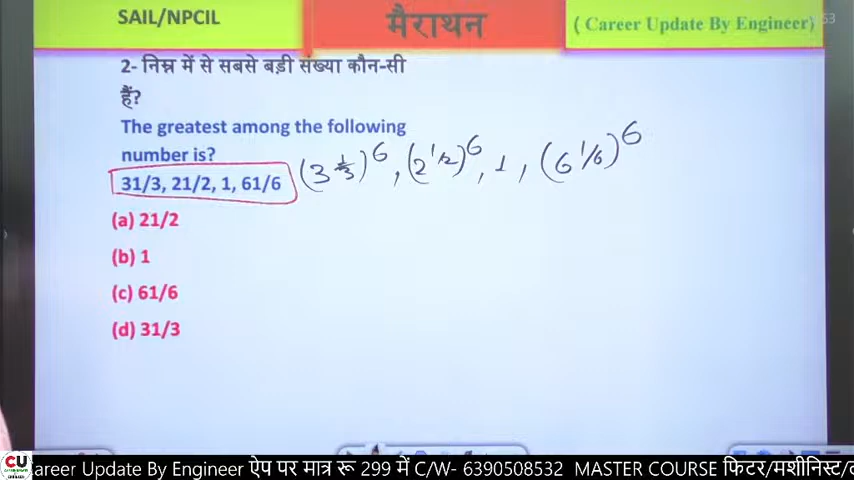 SAIL/NPCIL
मैराथन
( Career Update By Engineer)
53
2- निम्न में से सबसे बड़ी संख्या कौन-सी
हैं?
The greatest among the following
number is?
31/3, 21/2, 1, 61/6
(3 1/3)^6, (2^1/2)^6, 1, (6^1/6)^6
(a) 21/2
(b) 1
(c) 61/6
(d) 31/3
CU
areer Update By Engineer ऐप पर मात्र रू 299 में C/W- 6390508532 MASTER COURSE फिटर/मशीनिस्ट/